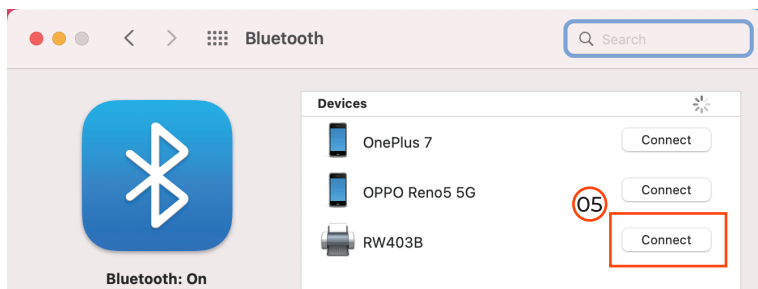 Bluetooth
Search
Devices
OnePlus 7 Connect
OPPO Reno5 5G Connect
05
RW403B Connect
Bluetooth: On